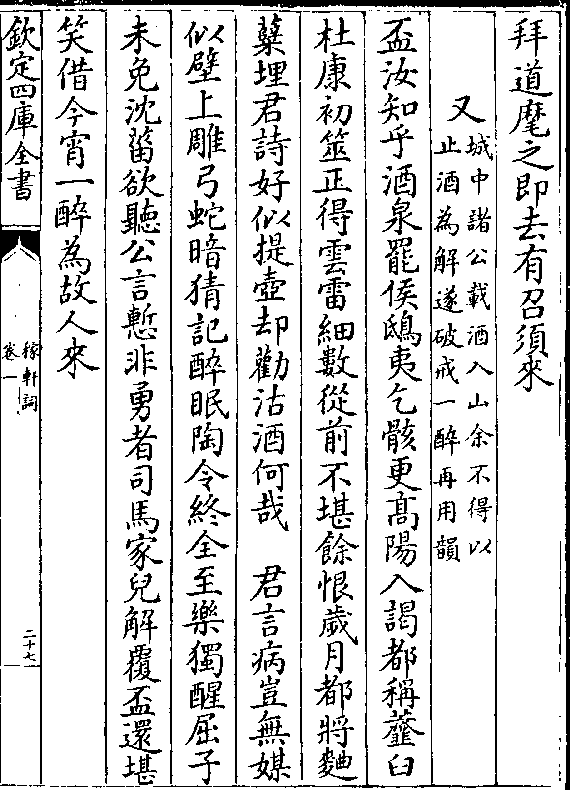 拜道麾之即去有召須來
又
城中諸公載酒入山余不得以
止酒為解遂破戒一醉再用韻
盃汝知乎酒泉罷侯鴟夷乞骸更髙陽入謁都稱虀臼
杜康初筮正得雲雷細數從前不堪餘恨歲月都將麯
蘖埋君詩好似提壺却勸沽酒何哉　君言病豈無媒
似壁上雕弓蛇暗猜記醉眠陶令終全至樂獨醒屈子
未免沈菑欲聽公言慙非勇者司馬家兒解覆盃還堪
笑借今宵一醉為故人來
欽定四庫全書
稼軒詞
卷一
二十七